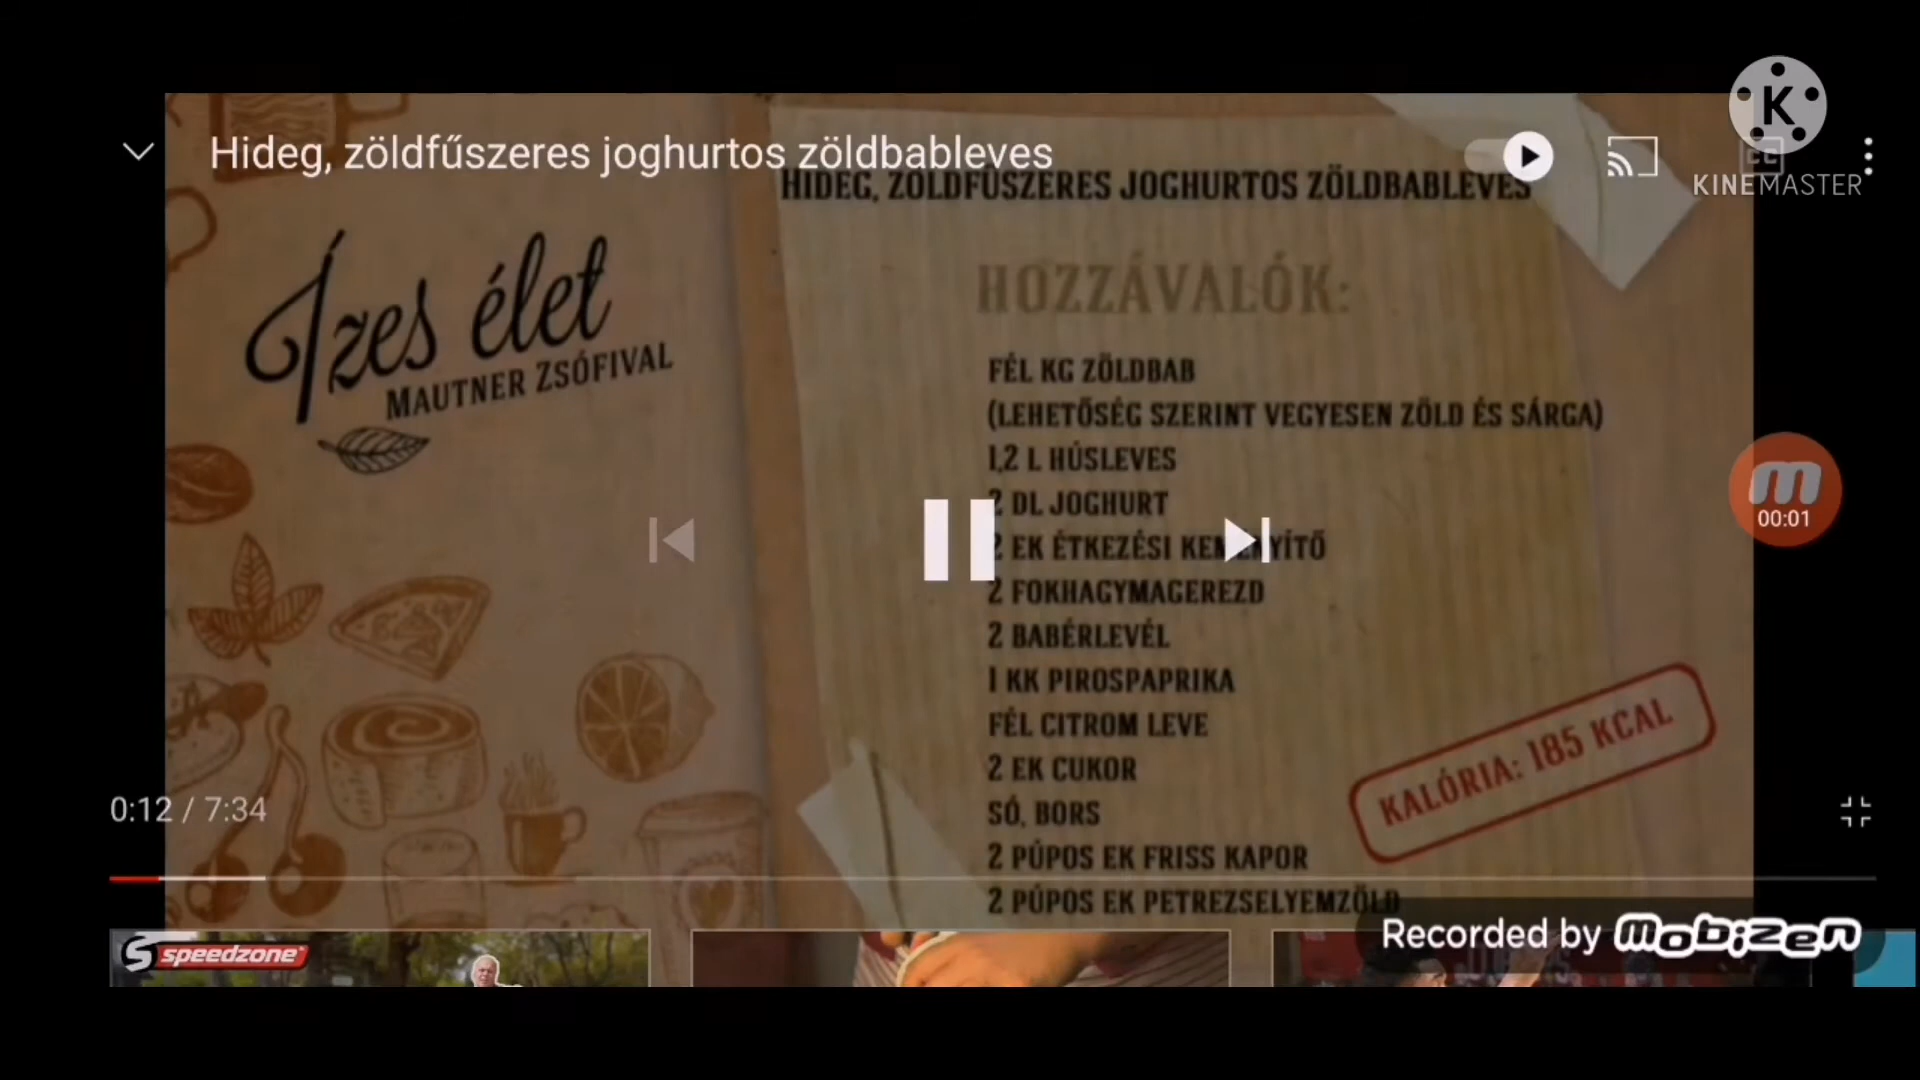 Hideg, zöldfűszeres joghurtos zöldbableves
KINEMASTER
HIDEG, ZÖLDFŰSZERES JOGHURTOS ZÖLDBABLEVES
Ízes élet
MAUTNER ZSÓFIVAL
HOZZÁVALÓK:
FÉL KG ZÖLDBAB
(LEHETŐSÉG SZERINT VEGYESEN ZÖLD ÉS SÁRGA)
1,2 L HÚSLEVES
2 DL JOGHURT
2 EK ÉTKEZÉSI KEMÉNYÍTŐ
2 FOKHAGYMAGEREZD
2 BABÉRLEVÉL
1 KK PIROSPAPRIKA
FÉL CITROM LEVE
2 EK CUKOR
SÓ, BORS
2 PÚPOS EK FRISS KAPOR
2 PÚPOS EK PETREZSELYEMZÖLD
KALÓRIA: 185 KCAL
00:01
0:12 / 7:34
speedzone
Recorded by mobizen